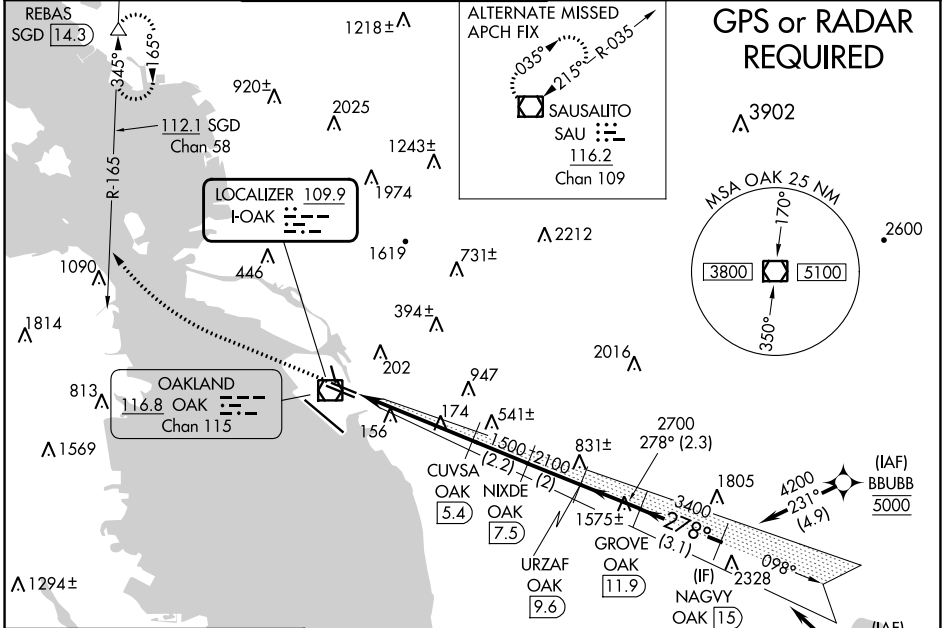 REBAS
SGD 14.3
345°
165°
1218±
920±
2025
112.1 SGD
Chan 58
R-165
1243±
1974
ALTERNATE MISSED
APCH FIX
035°
215°
R-035
SAUSALITO
SAU
116.2
Chan 109
GPS or RADAR
REQUIRED
3902
LOCALIZER 109.9
I-OAK
MSA OAK 25 NM
170°
3800
5100
350°
2600
2212
1619
731±
446
1090
1814
394±
202
2016
OAKLAND
116.8 OAK
Chan 115
813
1569
947
156
174
541±
1500
(2.2)
2100
(2)
831±
2700
278° (2.3)
CUVSA
OAK
5.4
NIXDE
OAK
7.5
1575±
3400
278°
(3.1)
1805
4200
231°
(4.9)
(IAF)
BBUBB
5000
URZAF
OAK
9.6
GROVE
OAK
11.9
(IF)
NAGVY
OAK 15
2328
098°
1294±
(IAF)